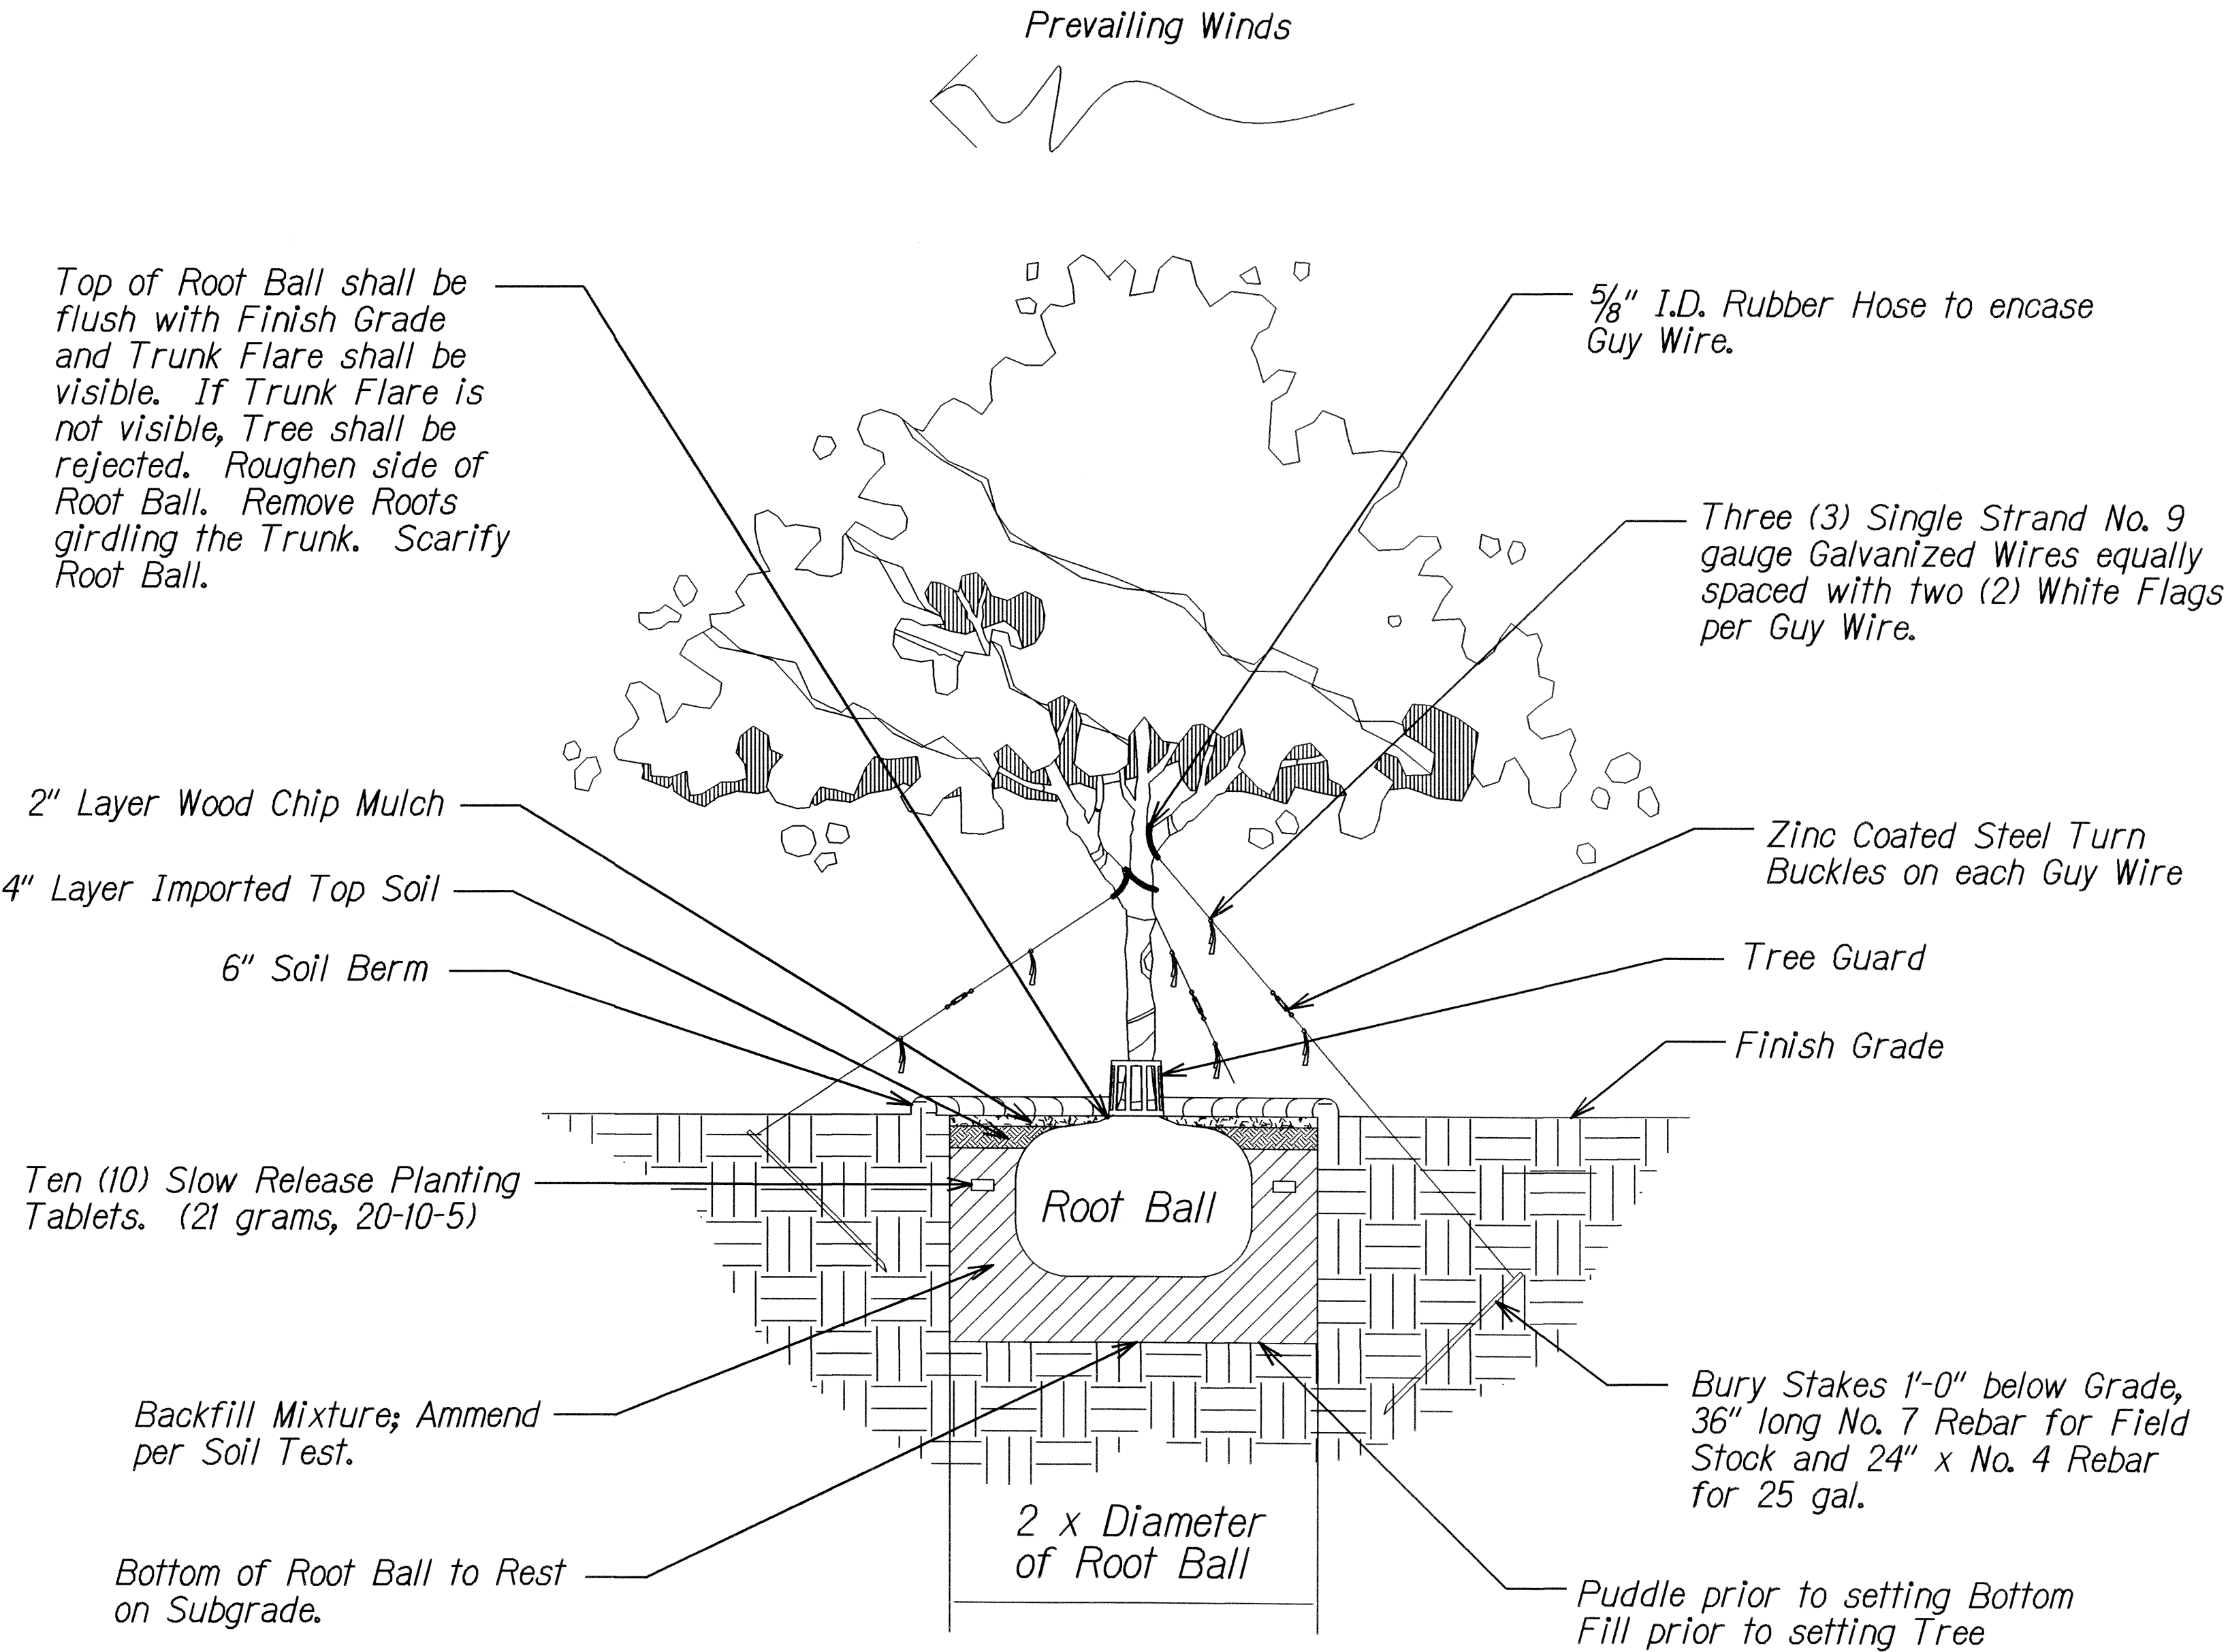 Prevailing Winds
Top of Root Ball shall be
flush with Finish Grade
and Trunk Flare shall be
visible. If Trunk Flare is
not visible, Tree shall be
rejected. Roughen side of
Root Ball. Remove Roots
girdling the Trunk. Scarify
Root Ball.
2" Layer Wood Chip Mulch
4" Layer Imported Top Soil
6" Soil Berm
Ten (10) Slow Release Planting
Tablets. (21 grams, 20-10-5)
Backfill Mixture; Ammend
per Soil Test.
Bottom of Root Ball to Rest
on Subgrade.
Root Ball
2 x Diameter
of Root Ball
5/8" I.D. Rubber Hose to encase
Guy Wire.
Three (3) Single Strand No. 9
gauge Galvanized Wires equally
spaced with two (2) White Flags
per Guy Wire.
Zinc Coated Steel Turn
Buckles on each Guy Wire
Tree Guard
Finish Grade
Bury Stakes 1'-0" below Grade,
36" long No. 7 Rebar for Field
Stock and 24" x No. 4 Rebar
for 25 gal.
Puddle prior to setting Bottom
Fill prior to setting Tree